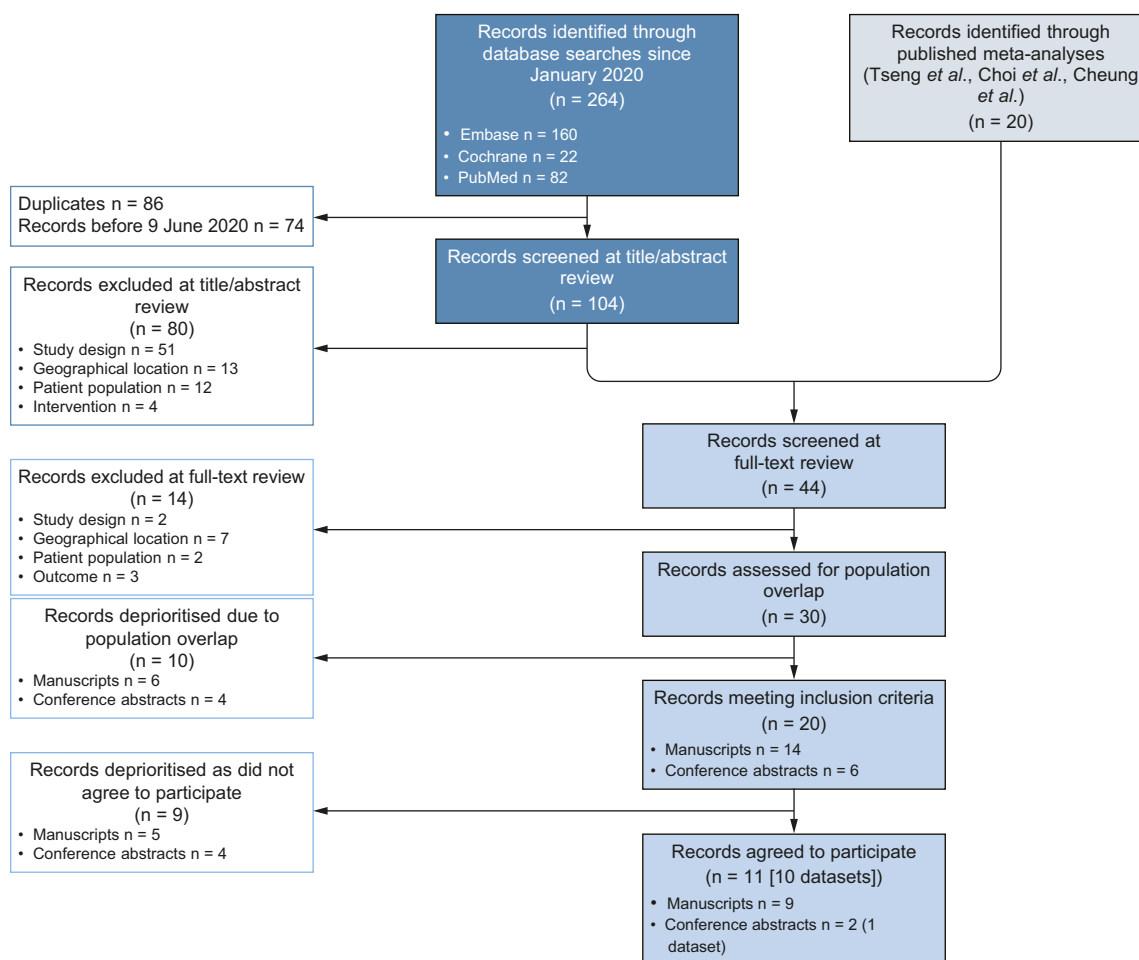 Records identified through
database searches since
January 2020
(n = 264)
• Embase n = 160
• Cochrane n = 22
• PubMed n = 82
Records identified through
published meta-analyses
(Tseng et al., Choi et al., Cheung
et al.)
(n = 20)
Duplicates n = 86
Records before 9 June 2020 n = 74
Records screened at title/abstract
review
(n = 104)
Records excluded at title/abstract
review
(n = 80)
• Study design n = 51
• Geographical location n = 13
• Patient population n = 12
• Intervention n = 4
Records screened at
full-text review
(n = 44)
Records excluded at full-text review
(n = 14)
• Study design n = 2
• Geographical location n = 7
• Patient population n = 2
• Outcome n = 3
Records assessed for population
overlap
(n = 30)
Records deprioritised due to
population overlap
(n = 10)
• Manuscripts n = 6
• Conference abstracts n = 4
Records meeting inclusion criteria
(n = 20)
• Manuscripts n = 14
• Conference abstracts n = 6
Records deprioritised as did not
agree to participate
(n = 9)
• Manuscripts n = 5
• Conference abstracts n = 4
Records agreed to participate
(n = 11 [10 datasets])
• Manuscripts n = 9
• Conference abstracts n = 2 (1
dataset)